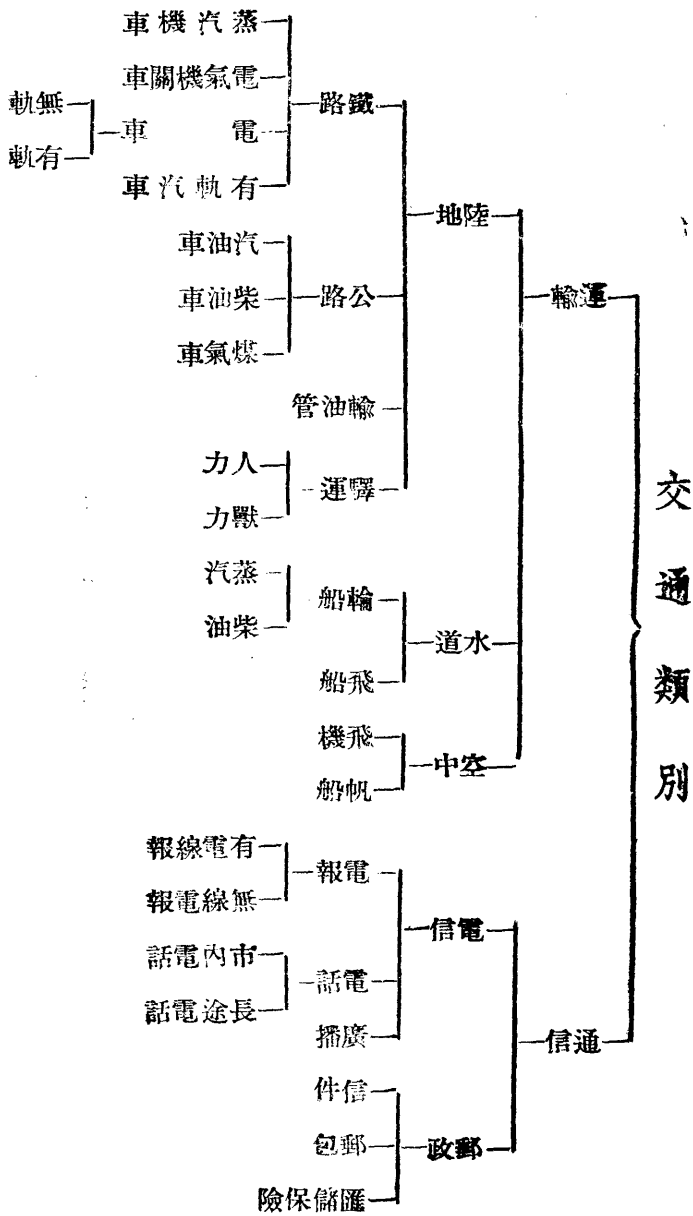 交通類別
運輸
陸地
鐵路
蒸汽機車
電氣機關車
電車
無軌
有軌
有軌汽車
公路
汽油車
柴油車
煤氣車
輸油管
驛運
人力
獸力
水道
輪船
蒸汽
柴油
飛船
空中
飛機
帆船
通信
電信
電報
有電線報
無線電報
電話
市內電話
長途電話
廣播
郵政
信件
郵包
匯儲保險